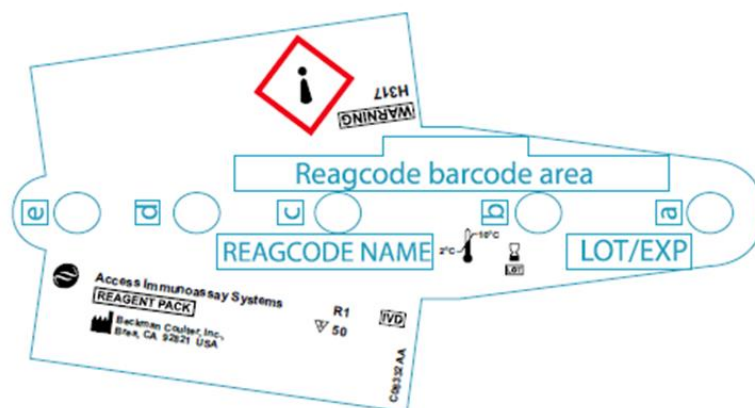 WARNING
H317
Reagcode barcode area
e
d
c
b
a
REAGCODE NAME
2°C
10°C
LOT
LOT/EXP
Access Immunoassay Systems
REAGENT PACK
Beckman Coulter, Inc.,
Brea, CA 92821 USA
R1
50
IVD
C08332 AA